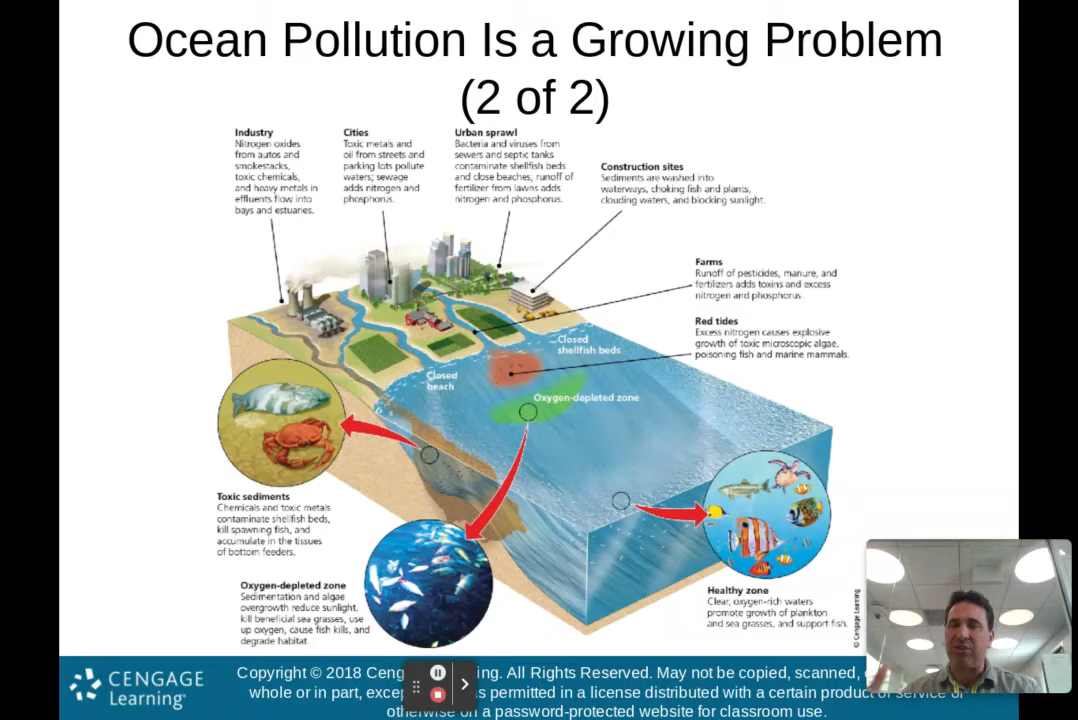 Ocean Pollution Is a Growing Problem
(2 of 2)
Industry
Nitrogen oxides
from autos and
smokestacks,
toxic chemicals,
and heavy metals in
effluents flow into
bays and estuaries.
Cities
Toxic metals and
oil from streets and
parking lots pollute
waters; sewage
adds nitrogen and
phosphorus.
Urban sprawl
Bacteria and viruses from
sewers and septic tanks
contaminate shellfish beds
and close beaches; runoff of
fertilizer from lawns adds
nitrogen and phosphorus.
Construction sites
Sediments are washed into
waterways, choking fish and plants,
clouding waters, and blocking sunlight.
Farms
Runoff of pesticides, manure, and
fertilizers adds toxins and excess
nitrogen and phosphorus.
Red tides
Excess nitrogen causes explosive
growth of toxic microscopic algae,
poisoning fish and marine mammals.
Closed
shellfish beds
Closed
beach
Oxygen-depleted zone
Toxic sediments
Chemicals and toxic metals
contaminate shellfish beds,
kill spawning fish, and
accumulate in the tissues
of bottom feeders.
Oxygen-depleted zone
Sedimentation and algae
overgrowth reduce sunlight,
kill beneficial sea grasses, use
up oxygen, cause fish kills, and
degrade habitat.
Healthy zone
Clear, oxygen-rich waters
promote growth of plankton
and sea grasses, and support fish.
© Cengage Learning
CENGAGE
Learning
Copyright © 2018 Ceng ing. All Rights Reserved. May not be copied, scanned,
whole or in part, excep s permitted in a license distributed with a certain product or service or
otherwise on a password-protected website for classroom use.